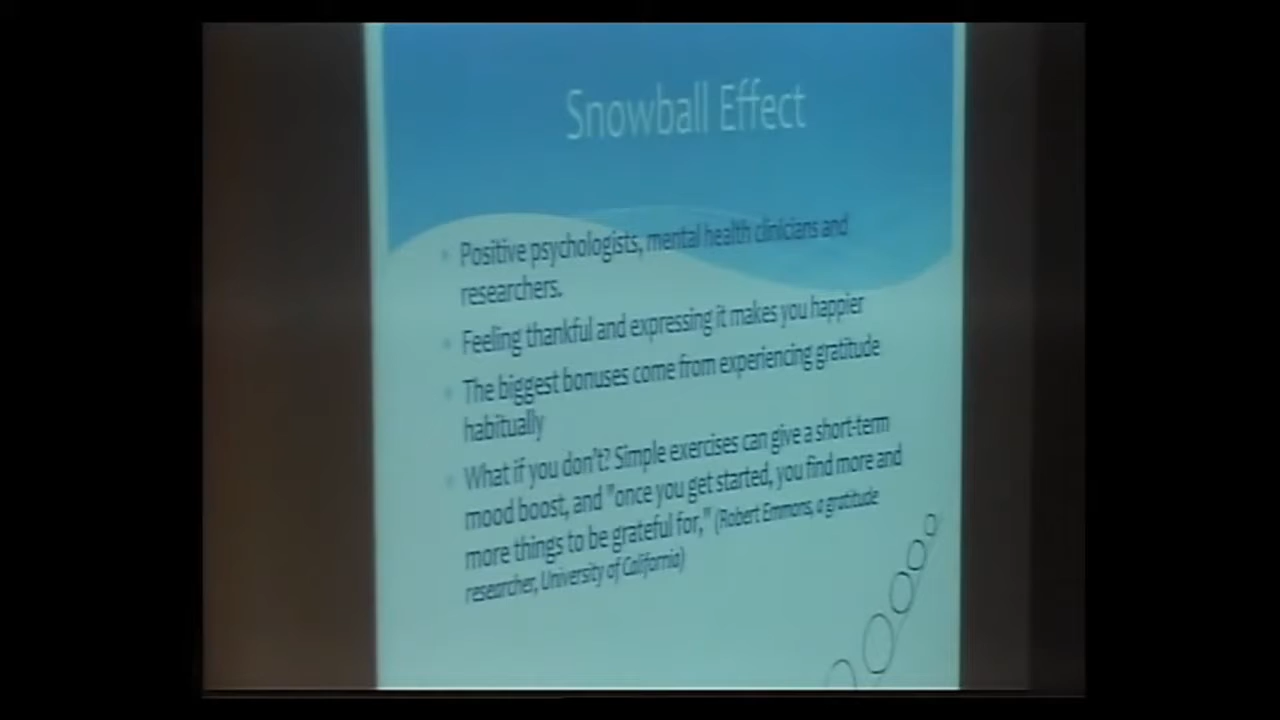 Snowball Effect
• Positive psychologists, mental health clinicians and
researchers.
• Feeling thankful and expressing it makes you happier
• The biggest bonuses come from experiencing gratitude
habitually
• What if you don't? Simple exercises can give a short-term
mood boost, and "once you get started, you find more and
more things to be grateful for," (Robert Emmons, a gratitude
researcher, University of California)